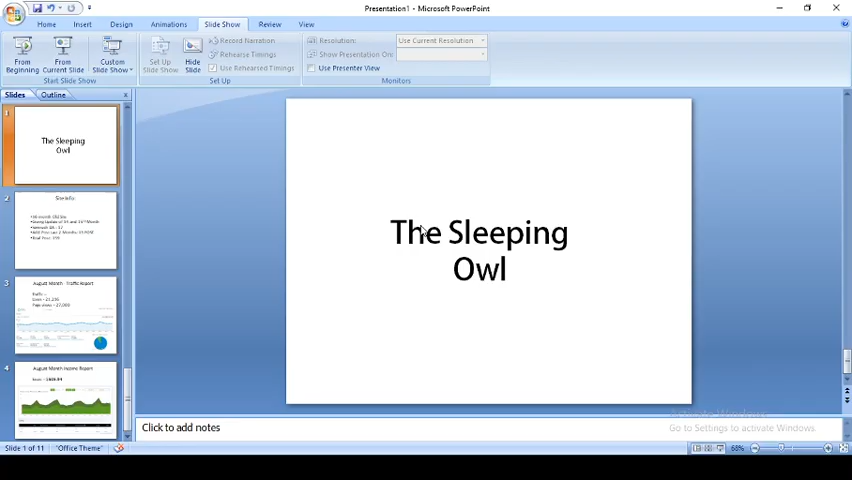 Presentation1 - Microsoft PowerPoint
Home Insert Design Animations Slide Show Review View
From Beginning
From Current Slide
Custom Slide Show
Set Up Slide Show
Hide Slide
Record Narration
Rehearse Timings
Use Rehearsed Timings
Resolution: Use Current Resolution
Show Presentation On:
Use Presenter View
Start Slide Show Set Up Monitors
Slides Outline
1
The Sleeping
Owl
2
3
August Month - Traffic Report
4
August Month Income Report
The Sleeping
Owl
Click to add notes
Activate Windows
Go to Settings to activate Windows.
Slide 1 of 11 "Office Theme" 68%